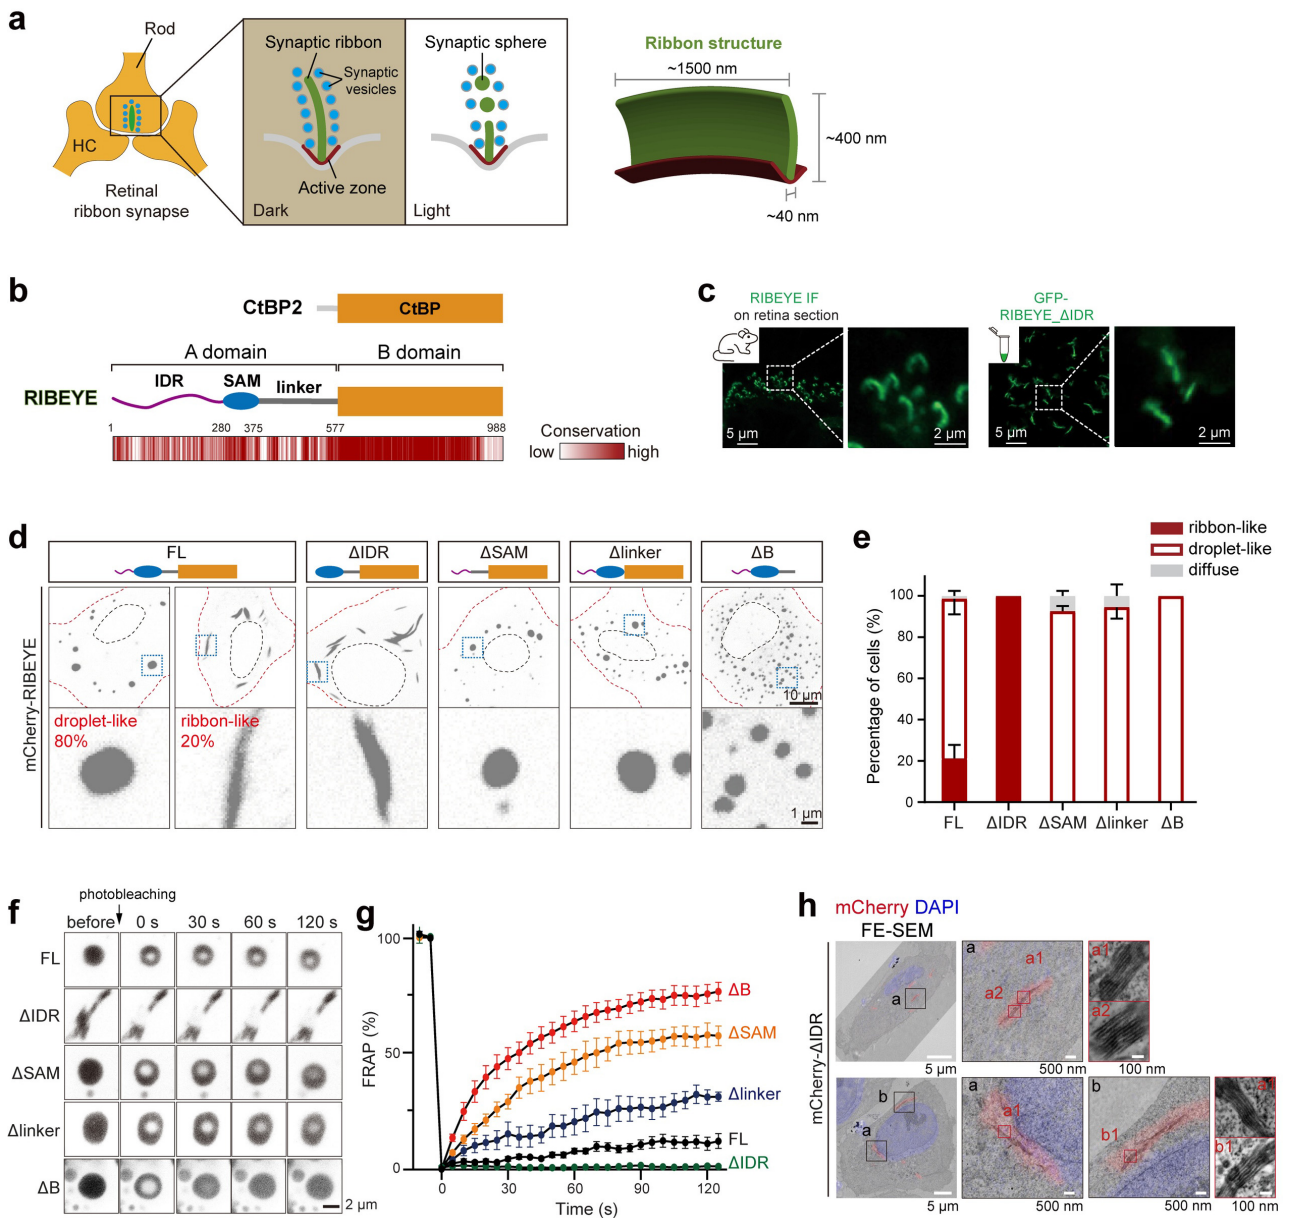 a
Rod
HC
Retinal
ribbon synapse
Synaptic ribbon
Synaptic
vesicles
Active zone
Dark
Synaptic sphere
Light
Ribbon structure
~1500 nm
~400 nm
~40 nm
b
CtBP2
CtBP
A domain
B domain
IDR
SAM
linker
RIBEYE
1
280
375
577
988
Conservation
low
high
c
RIBEYE IF
on retina section
GFP-
RIBEYE_ΔIDR
5 µm
2 µm
5 µm
2 µm
d
FL
ΔIDR
ΔSAM
Δlinker
ΔB
mCherry-RIBEYE
10 µm
droplet-like
80%
ribbon-like
20%
1 µm
e
ribbon-like
droplet-like
diffuse
Percentage of cells (%)
100
80
60
40
20
0
FL
ΔIDR
ΔSAM
Δlinker
ΔB
f
photobleaching
before
0 s
30 s
60 s
120 s
FL
ΔIDR
ΔSAM
Δlinker
ΔB
2 µm
g
FRAP (%)
100
50
0
ΔB
ΔSAM
Δlinker
FL
ΔIDR
0
30
60
90
120
Time (s)
h
mCherry DAPI
FE-SEM
mCherry-ΔIDR
a
5 µm
a
a1
a2
500 nm
a1
a2
100 nm
b
a
5 µm
a
a1
500 nm
b
b1
500 nm
a1
b1
100 nm